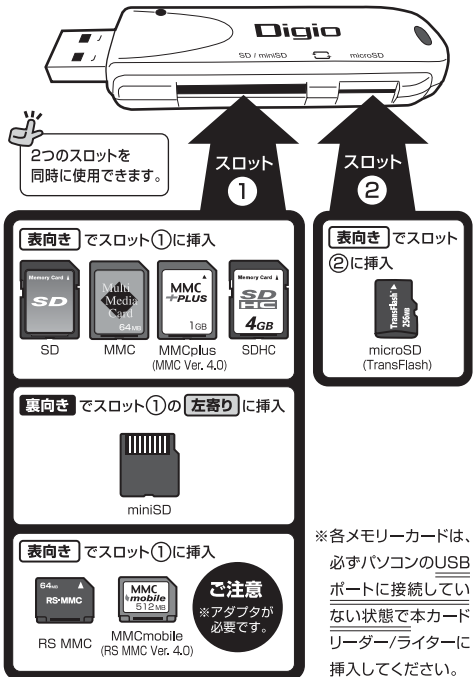 Digio
SD / miniSD
microSD
2つのスロットを
同時に使用できます。
スロット
①
スロット
②
表向き でスロット①に挿入
Memory Card
SD
Multi
Media
Card
64MB
MMC
+PLUS
1GB
Memory Card
SD
HC
4GB
SD
MMC
MMCplus
(MMC Ver. 4.0)
SDHC
裏向き でスロット①の 左寄り に挿入
miniSD
表向き でスロット①に挿入
64MB
RS-MMC
MMC
mobile
512MB
ご注意
※アダプタが
必要です。
RS MMC
MMCmobile
(RS MMC Ver. 4.0)
表向き でスロット
②に挿入
TransFlash
256MB
microSD
(TransFlash)
※各メモリーカードは、
必ずパソコンのUSB
ポートに接続してい
ない状態で本カード
リーダー/ライターに
挿入してください。